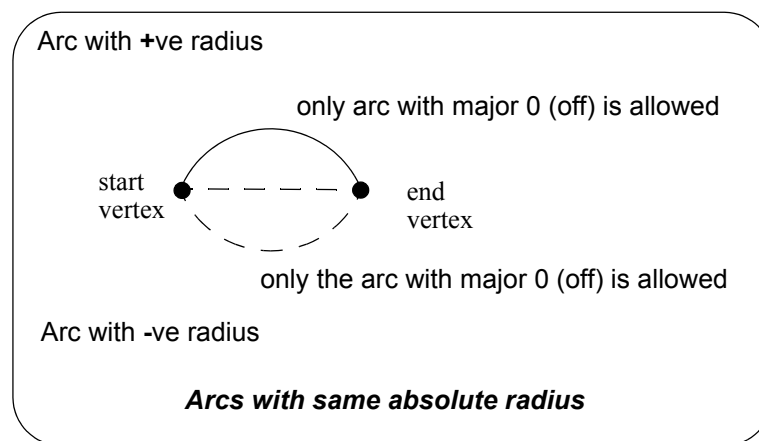 Arc with +ve radius
only arc with major 0 (off) is allowed
start
vertex
end
vertex
only the arc with major 0 (off) is allowed
Arc with -ve radius
Arcs with same absolute radius